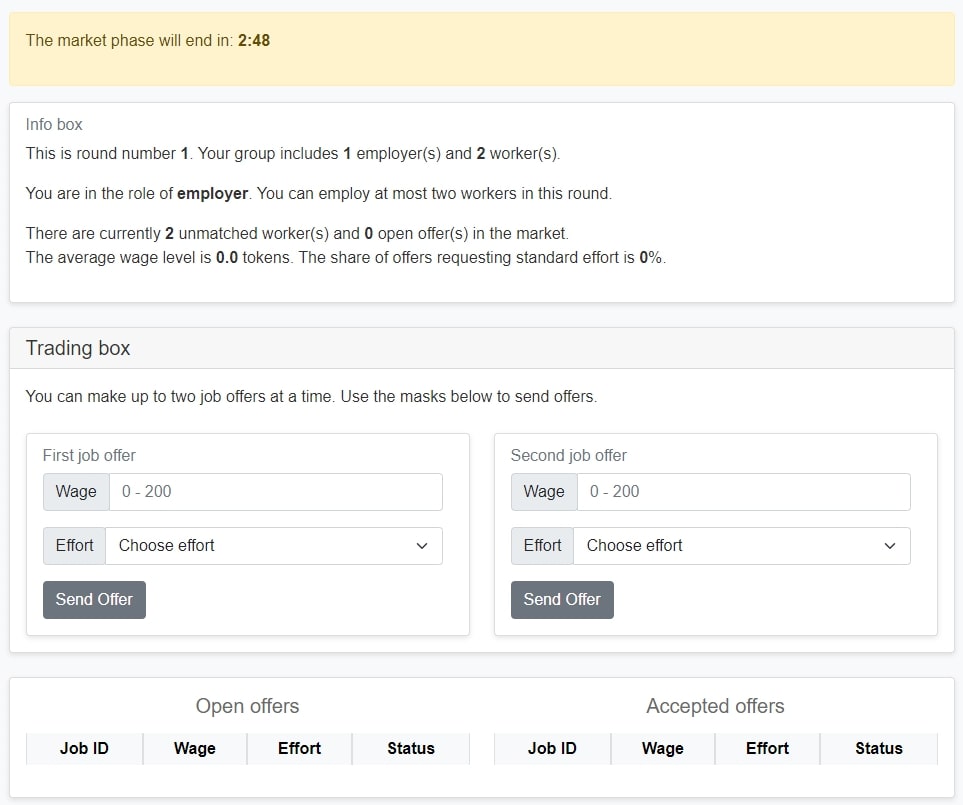 The market phase will end in: 2:48
Info box
This is round number 1. Your group includes 1 employer(s) and 2 worker(s).
You are in the role of employer. You can employ at most two workers in this round.
There are currently 2 unmatched worker(s) and 0 open offer(s) in the market.
The average wage level is 0.0 tokens. The share of offers requesting standard effort is 0%.
Trading box
You can make up to two job offers at a time. Use the masks below to send offers.
First job offer
Wage 0 - 200
Effort Choose effort
Send Offer
Second job offer
Wage 0 - 200
Effort Choose effort
Send Offer
Open offers
Job ID Wage Effort Status
Accepted offers
Job ID Wage Effort Status